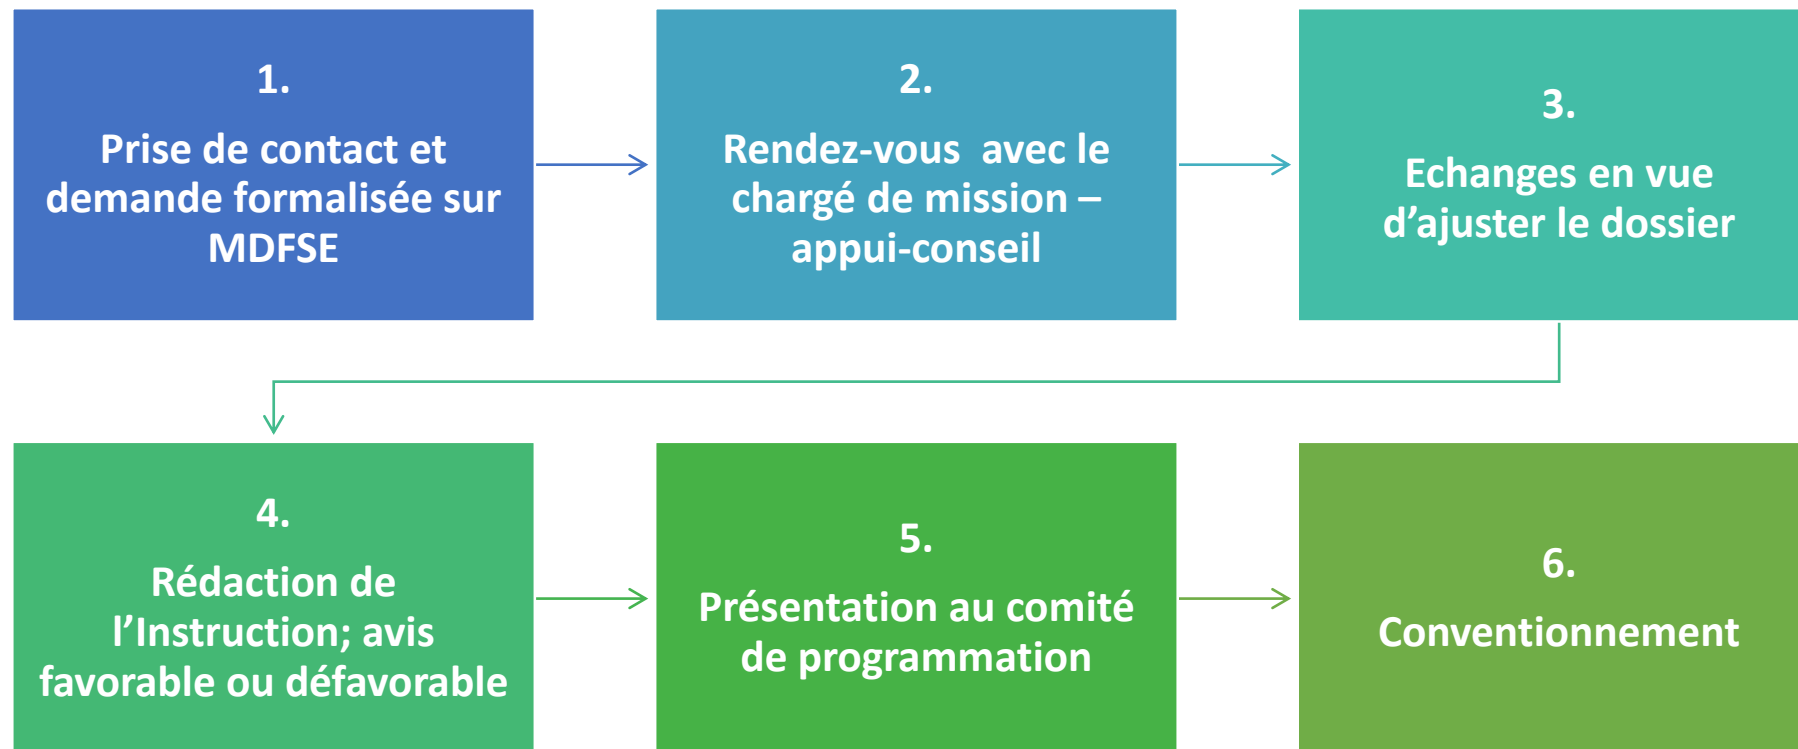 1.
Prise de contact et
demande formalisée sur
MDFSE
2.
Rendez-vous avec le
chargé de mission –
appui-conseil
3.
Echanges en vue
d’ajuster le dossier
4.
Rédaction de
l’Instruction; avis
favorable ou défavorable
5.
Présentation au comité
de programmation
6.
Conventionnement